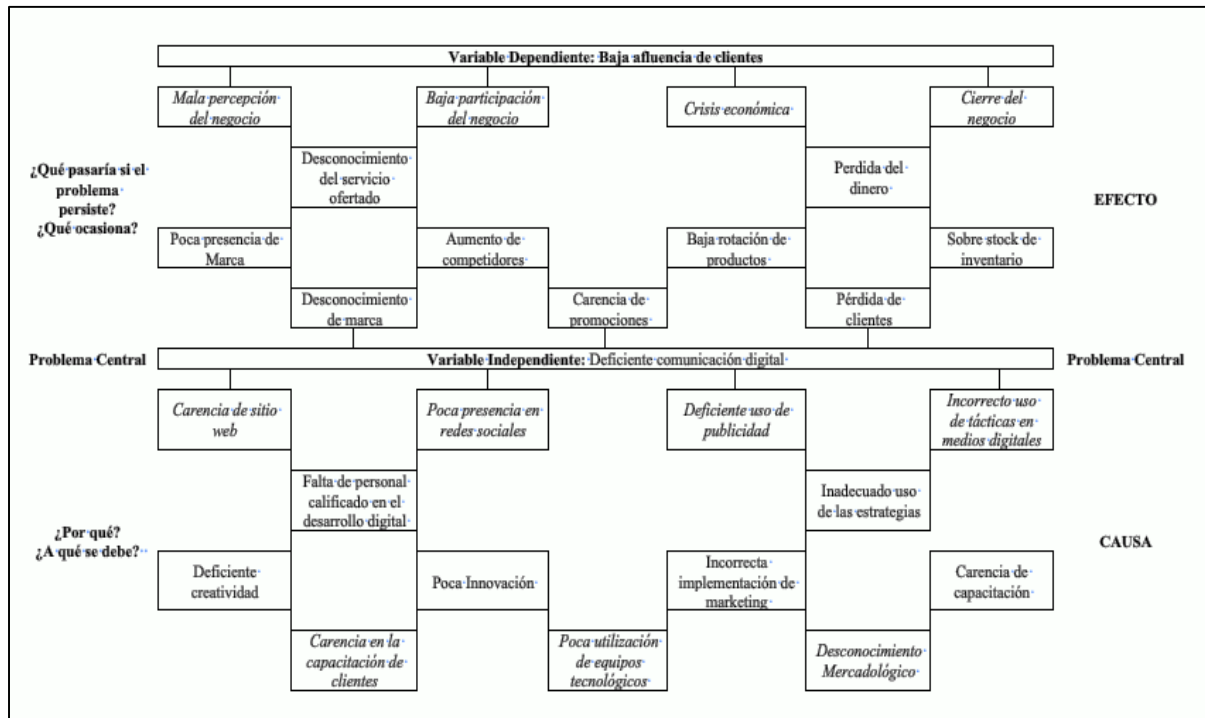 Variable Dependiente: Baja afluencia de clientes
Mala percepción
del negocio
Baja participación
del negocio
Crisis económica
Cierre del
negocio
¿Qué pasaría si el
problema
persiste?
¿Qué ocasiona?
Desconocimiento
del servicio
ofertado
Perdida del
dinero
EFECTO
Poca presencia de
Marca
Aumento de
competidores
Baja rotación de
productos
Sobre stock de
inventario
Desconocimiento
de marca
Carencia de
promociones
Pérdida de
clientes
Problema Central
Variable Independiente: Deficiente comunicación digital
Problema Central
Carencia de sitio
web
Poca presencia en
redes sociales
Deficiente uso de
publicidad
Incorrecto uso
de tácticas en
medios digitales
Falta de personal
calificado en el
desarrollo digital
Inadecuado uso
de las estrategias
¿Por qué?
¿A qué se debe?
CAUSA
Deficiente
creatividad
Poca Innovación
Incorrecta
implementación de
marketing
Carencia de
capacitación
Carencia en la
capacitación de
clientes
Poca utilización
de equipos
tecnológicos
Desconocimiento
Mercadológico